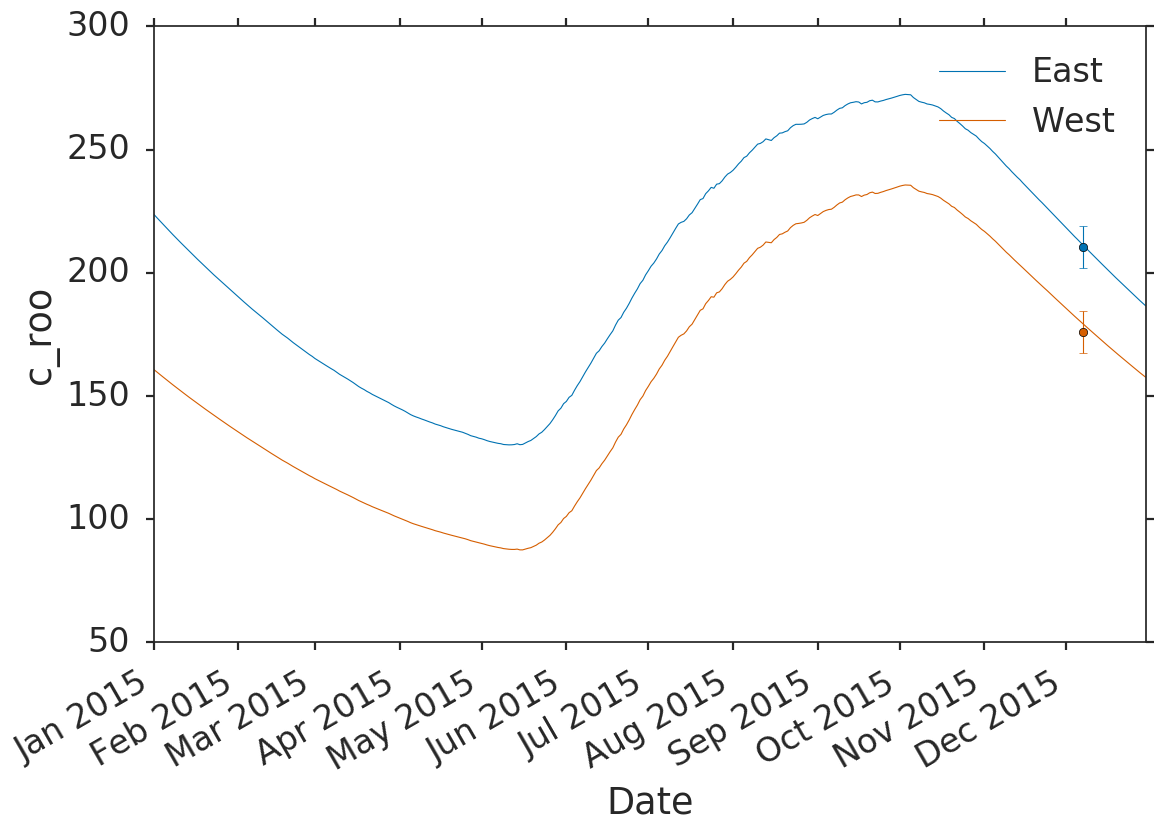 300
250
200
150
100
50
c_roo
East
West
Jan 2015
Feb 2015
Mar 2015
Apr 2015
May 2015
Jun 2015
Jul 2015
Aug 2015
Sep 2015
Oct 2015
Nov 2015
Dec 2015
Date